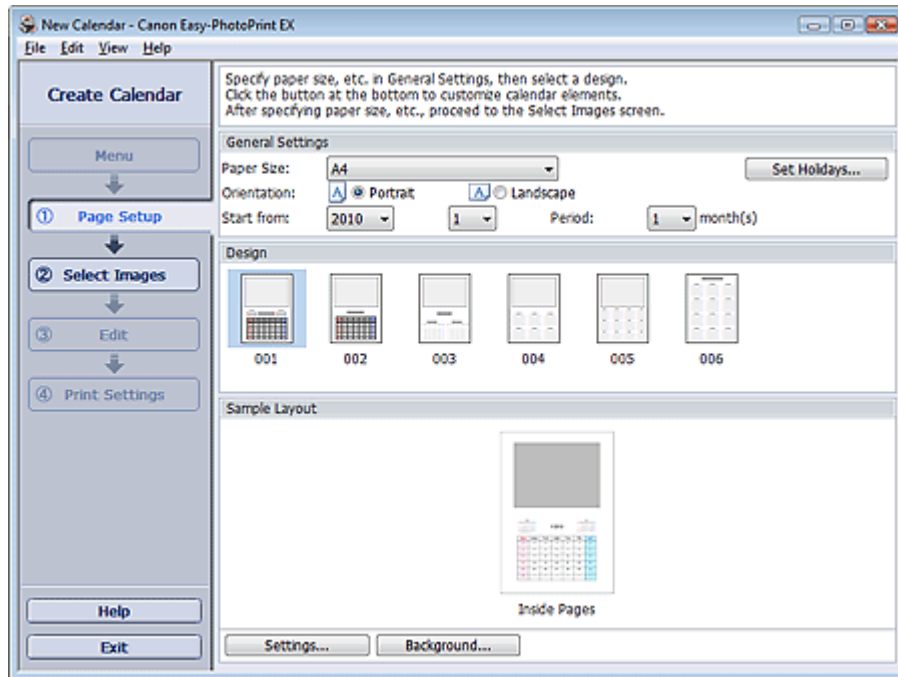 New Calendar - Canon Easy-PhotoPrint EX
File Edit View Help
Create Calendar
Menu
① Page Setup
② Select Images
③ Edit
④ Print Settings
Help
Exit
Specify paper size, etc. in General Settings, then select a design.
Click the button at the bottom to customize calendar elements.
After specifying paper size, etc., proceed to the Select Images screen.
General Settings
Paper Size: A4 Set Holidays...
Orientation: A Portrait A Landscape
Start from: 2010 1 Period: 1 month(s)
Design
001 002 003 004 005 006
Sample Layout
Inside Pages
Settings... Background...